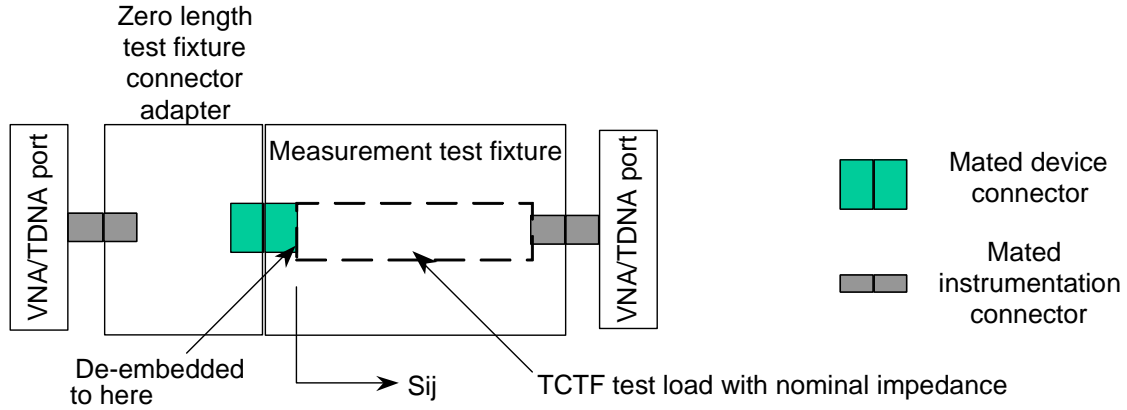 Zero length
test fixture
connector
adapter
VNA/TDNA port
Measurement test fixture
VNA/TDNA port
Mated device
connector
Mated
instrumentation
connector
De-embedded
to here
Sij
TCTF test load with nominal impedance